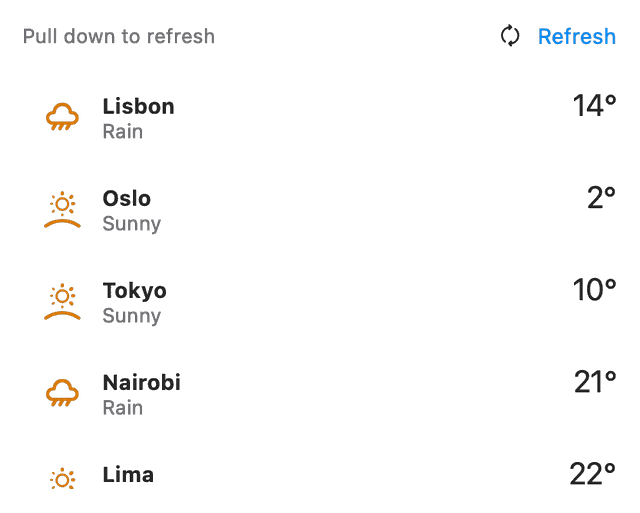 Pull down to refresh
Refresh
Lisbon
Rain
14°
Oslo
Sunny
2°
Tokyo
Sunny
10°
Nairobi
Rain
21°
Lima
22°